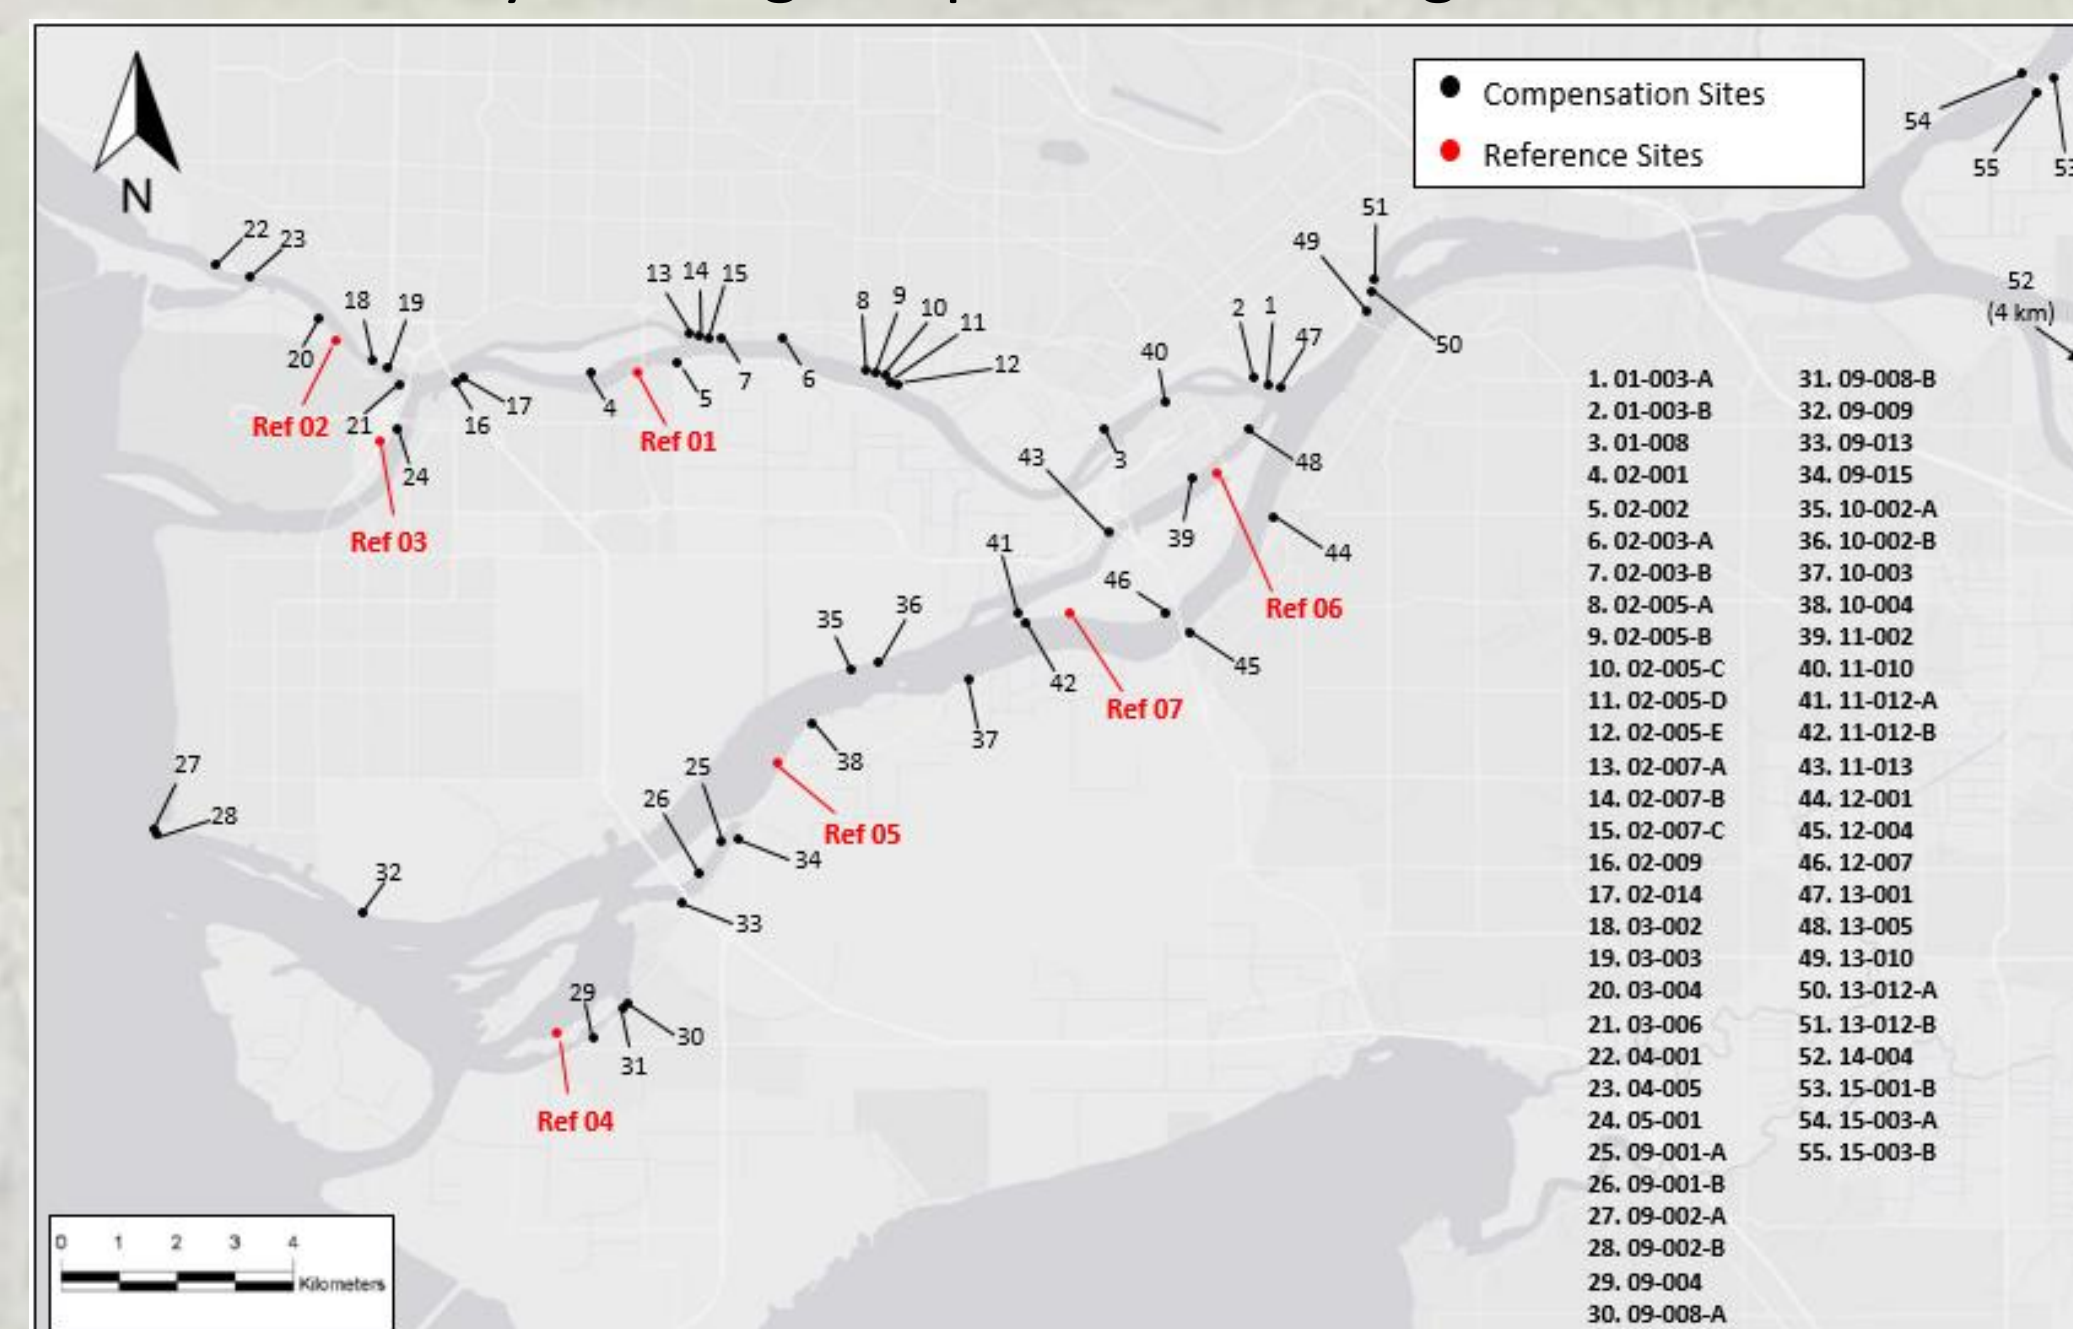 N
Compensation Sites
Reference Sites
54
55
53
51
49
50
52
(4 km)
22
23
18
19
20
Ref 02
21
24
Ref 03
16
17
13
14
15
4
Ref 01
5
7
6
8
9
10
11
12
2
1
47
40
3
43
48
39
44
Ref 06
41
46
45
42
Ref 07
35
36
37
38
Ref 05
25
26
34
33
27
28
32
29
30
31
Ref 04
0 1 2 3 4
Kilometers
1. 01-003-A
2. 01-003-B
3. 01-008
4. 02-001
5. 02-002
6. 02-003-A
7. 02-003-B
8. 02-005-A
9. 02-005-B
10. 02-005-C
11. 02-005-D
12. 02-005-E
13. 02-007-A
14. 02-007-B
15. 02-007-C
16. 02-009
17. 02-014
18. 03-002
19. 03-003
20. 03-004
21. 03-006
22. 04-001
23. 04-005
24. 05-001
25. 09-001-A
26. 09-001-B
27. 09-002-A
28. 09-002-B
29. 09-004
30. 09-008-A
31. 09-008-B
32. 09-009
33. 09-013
34. 09-015
35. 10-002-A
36. 10-002-B
37. 10-003
38. 10-004
39. 11-002
40. 11-010
41. 11-012-A
42. 11-012-B
43. 11-013
44. 12-001
45. 12-004
46. 12-007
47. 13-001
48. 13-005
49. 13-010
50. 13-012-A
51. 13-012-B
52. 14-004
53. 15-001-B
54. 15-003-A
55. 15-003-B